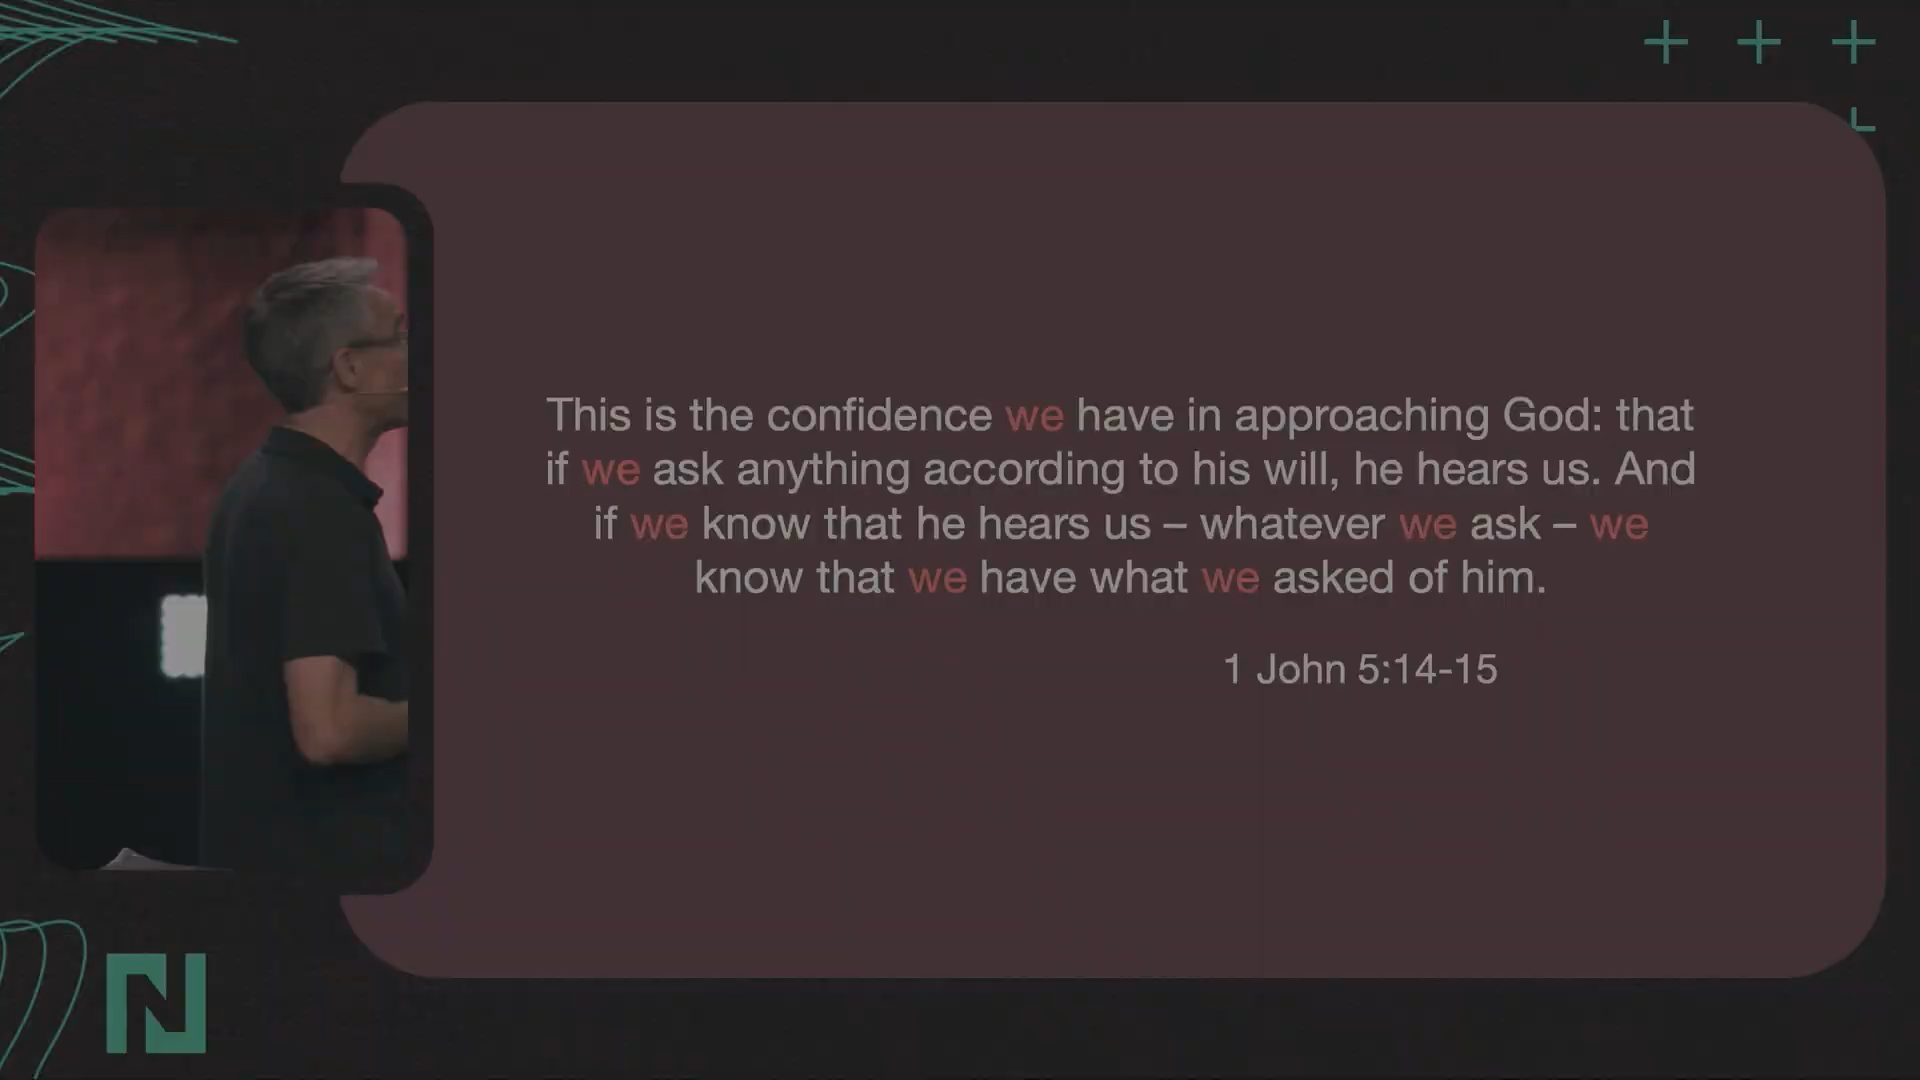 This is the confidence we have in approaching God: that
if we ask anything according to his will, he hears us. And
if we know that he hears us – whatever we ask – we
know that we have what we asked of him.
1 John 5:14-15
N